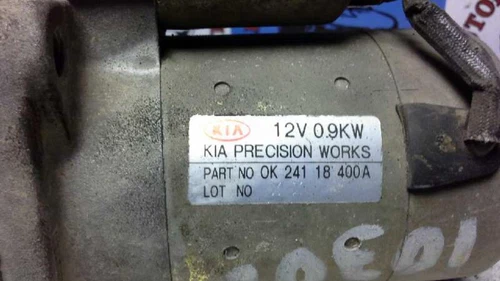 KIA 12V 0.9KW
KIA PRECISION WORKS
PART NO OK 241 18 400A
LOT NO